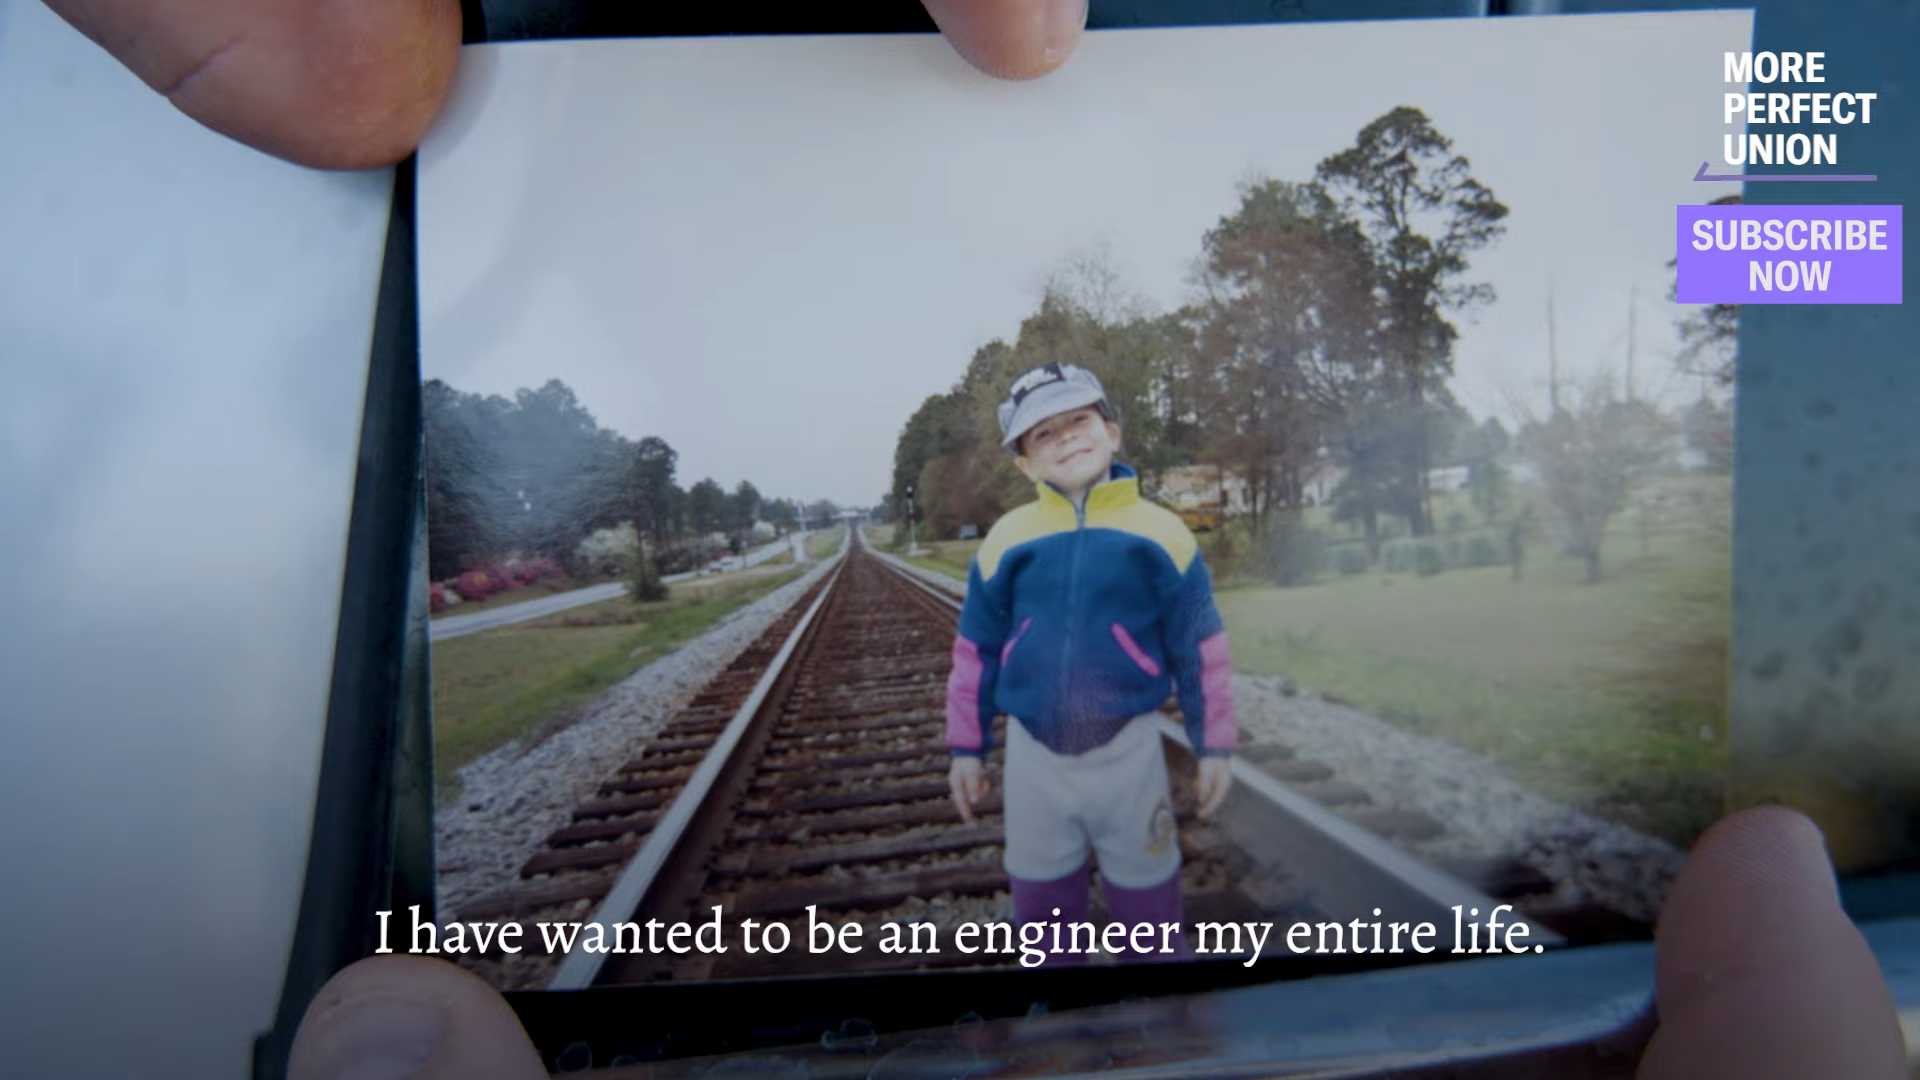 MORE
PERFECT
UNION
SUBSCRIBE
NOW
I have wanted to be an engineer my entire life.